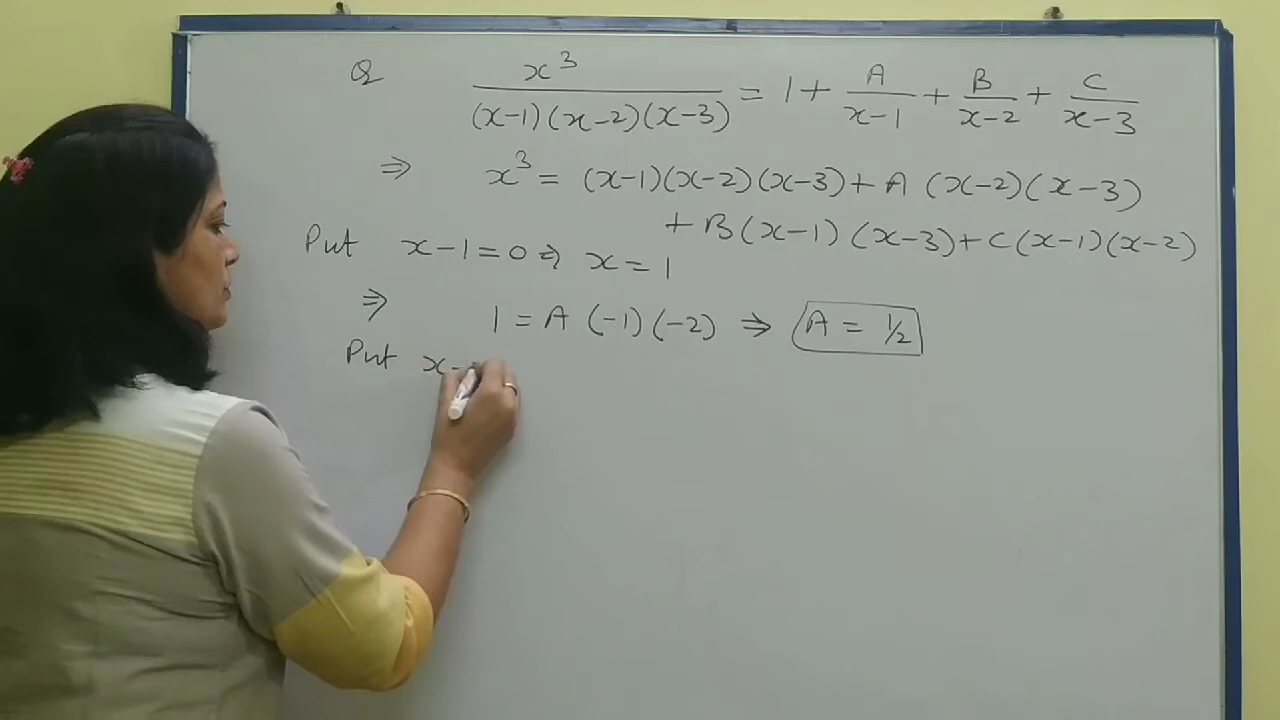 Q x³/((x-1)(x-2)(x-3)) = 1 + A/(x-1) + B/(x-2) + C/(x-3)
⇒ x³ = (x-1)(x-2)(x-3) + A (x-2)(x-3)
+ B(x-1)(x-3) + C(x-1)(x-2)
Put x-1=0 ⇒ x = 1
⇒ 1 = A (-1)(-2) ⇒ A = 1/2
Put x-